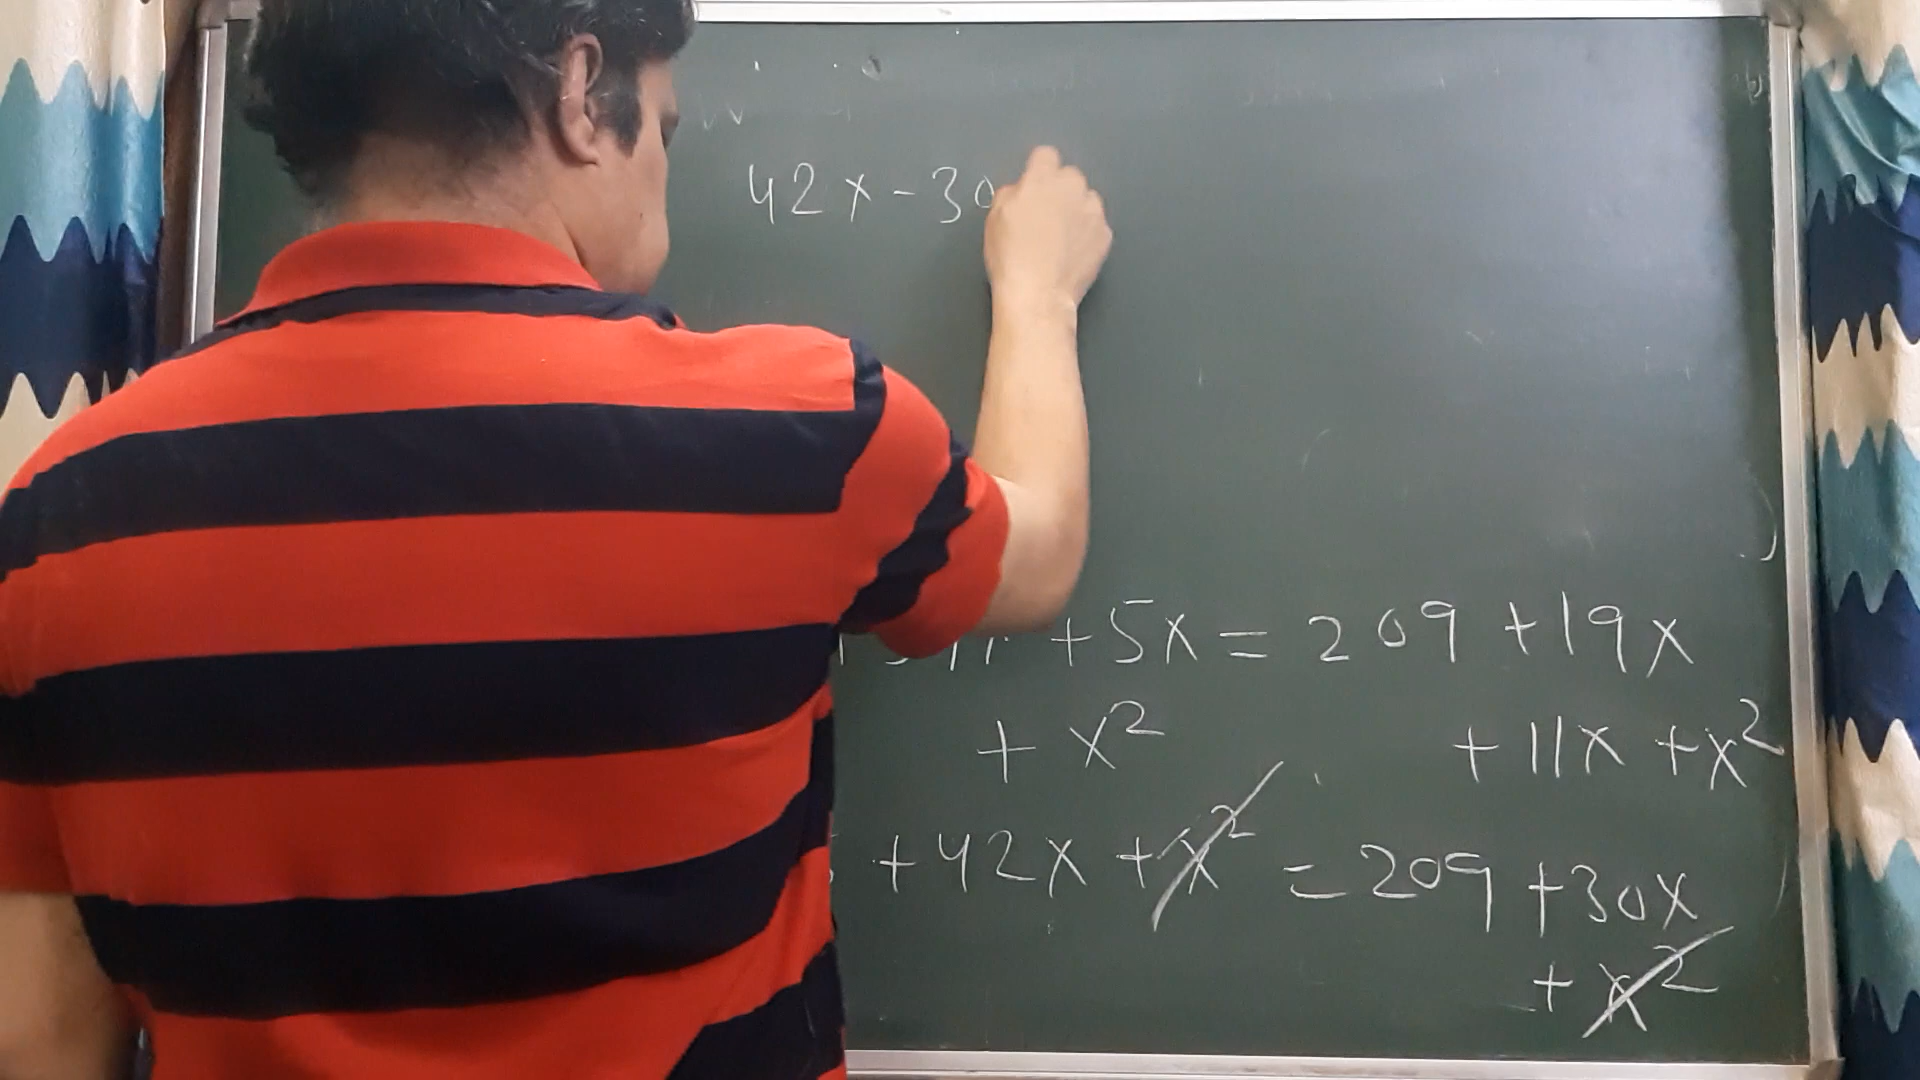 42x-30
+5x=209+19x
+x² +11x+x²
+42x+x²=209+30x
+x²